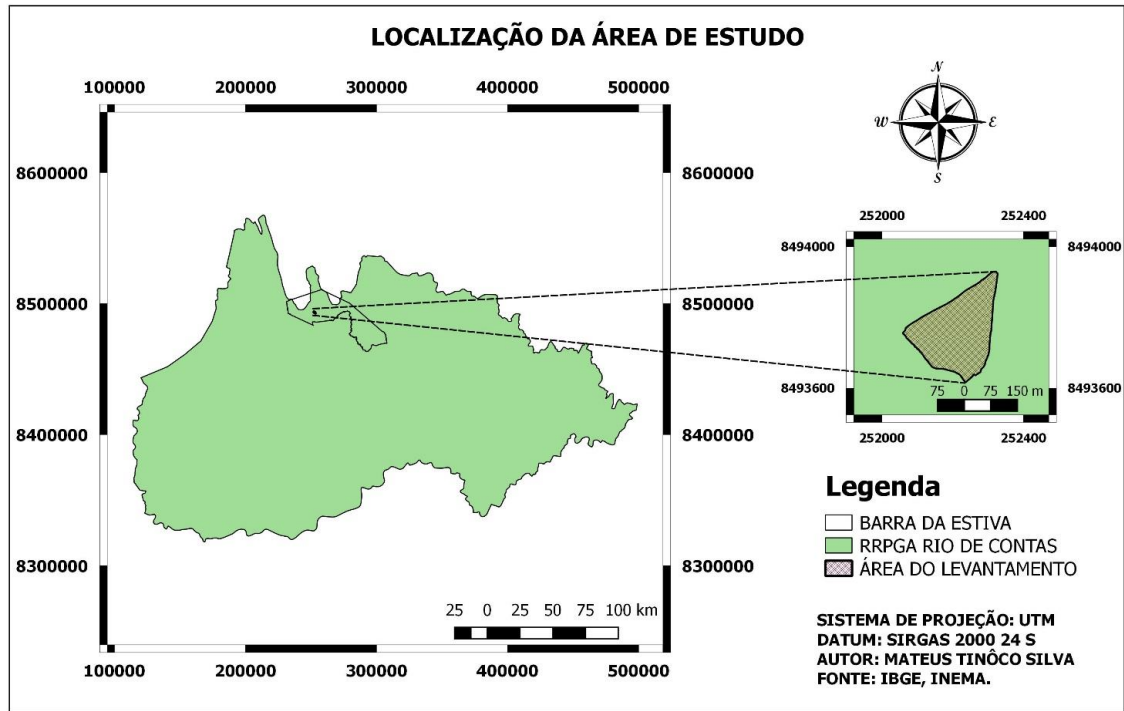 LOCALIZAÇÃO DA ÁREA DE ESTUDO
100000 200000 300000 400000 500000
8600000 8600000
8500000 8500000
8400000 8400000
8300000 8300000
25 0 25 50 75 100 km
100000 200000 300000 400000 500000
N
W E
S
252000 252400
8494000 8494000
8493600 8493600
75 0 75 150 m
252000 252400
Legenda
BARRA DA ESTIVA
RRPGA RIO DE CONTAS
ÁREA DO LEVANTAMENTO
SISTEMA DE PROJEÇÃO: UTM
DATUM: SIRGAS 2000 24 S
AUTOR: MATEUS TINÔCO SILVA
FONTE: IBGE, INEMA.